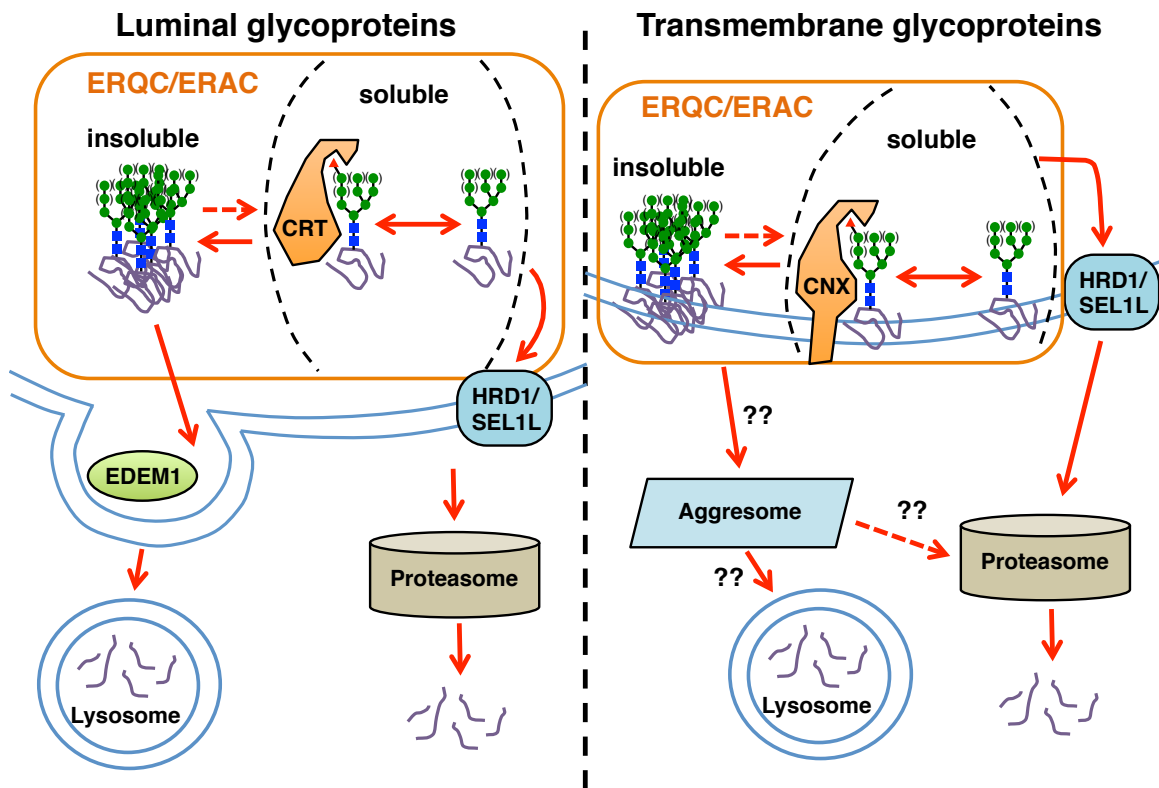 Luminal glycoproteins
ERQC/ERAC
soluble
insoluble
CRT
HRD1/
SEL1L
EDEM1
Proteasome
Lysosome
Transmembrane glycoproteins
ERQC/ERAC
soluble
insoluble
CNX
HRD1/
SEL1L
??
Aggresome
??
Proteasome
??
Lysosome